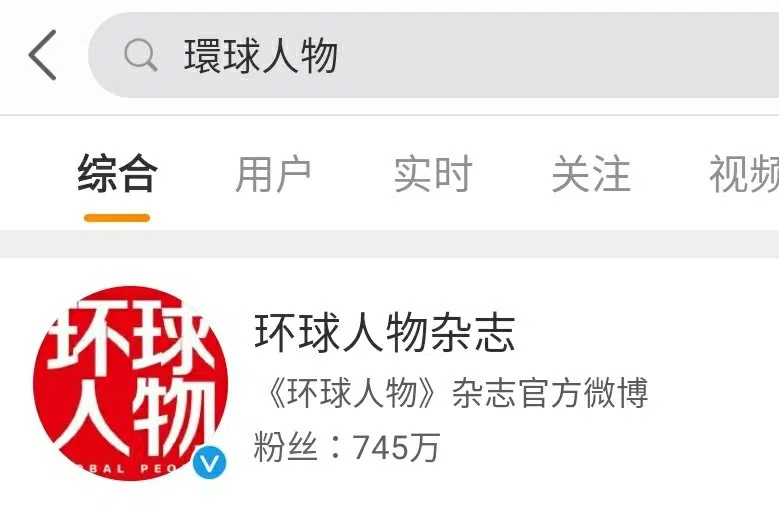 環球人物
综合 用户 实时 关注 视频
环球人物
GLOBAL PEO
环球人物杂志
《环球人物》杂志官方微博
粉丝：745万